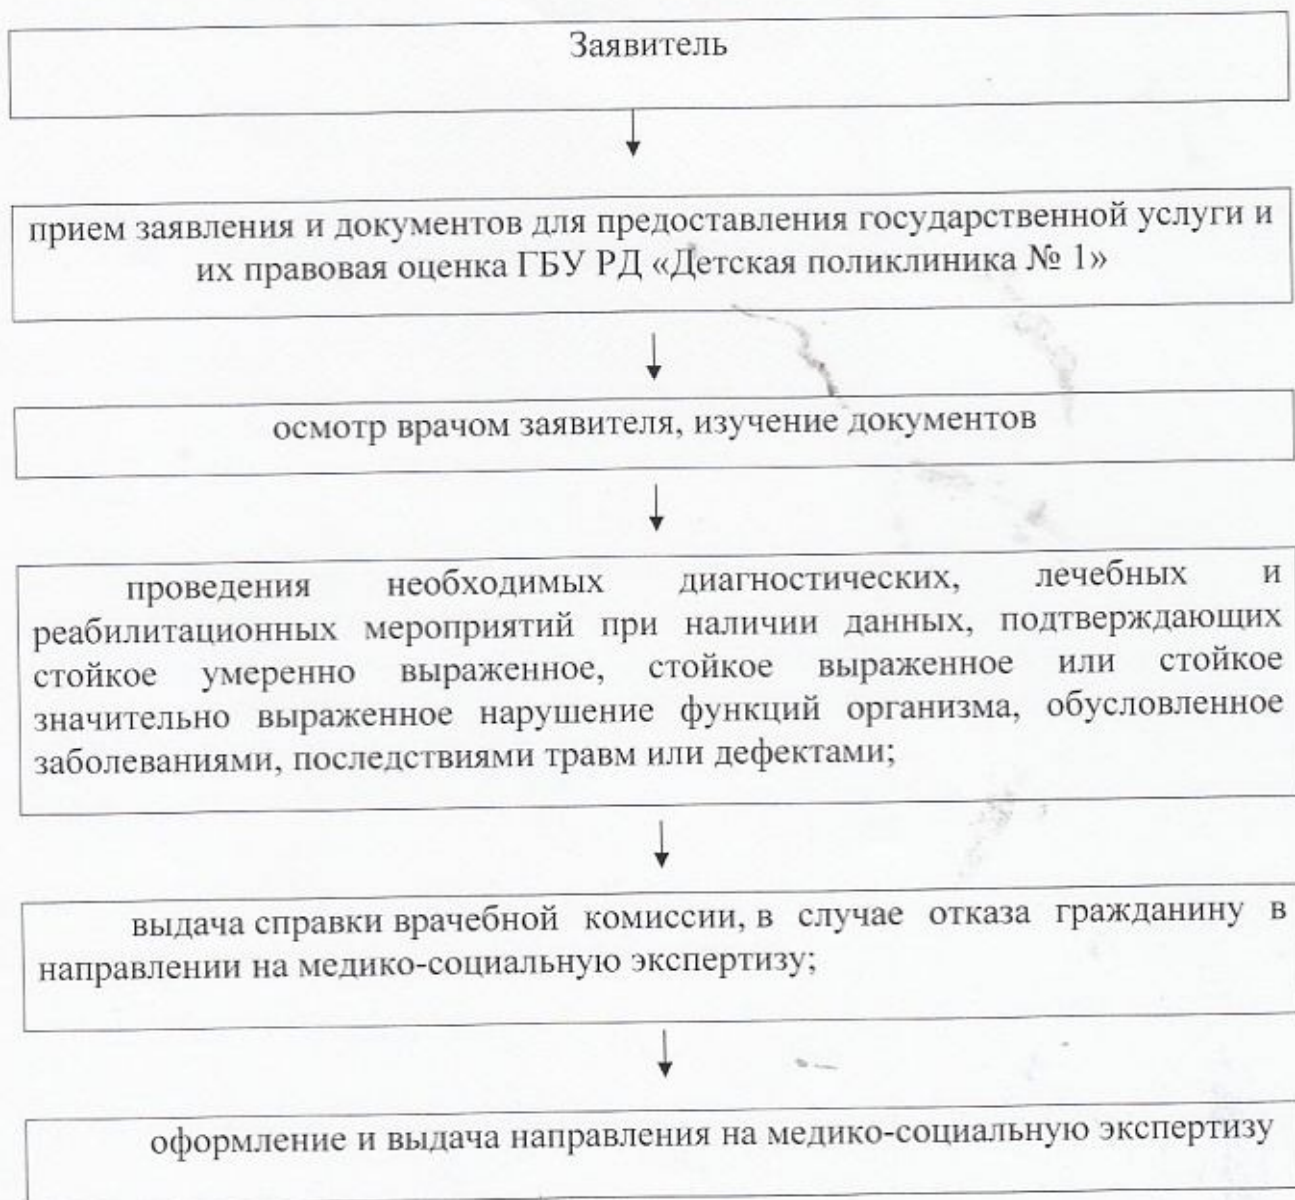 Заявитель
прием заявления и документов для предоставления государственной услуги и
их правовая оценка ГБУ РД «Детская поликлиника № 1»
осмотр врачом заявителя, изучение документов
проведения необходимых диагностических, лечебных и
реабилитационных мероприятий при наличии данных, подтверждающих
стойкое умеренно выраженное, стойкое выраженное или стойкое
значительно выраженное нарушение функций организма, обусловленное
заболеваниями, последствиями травм или дефектами;
выдача справки врачебной комиссии, в случае отказа гражданину в
направлении на медико-социальную экспертизу;
оформление и выдача направления на медико-социальную экспертизу